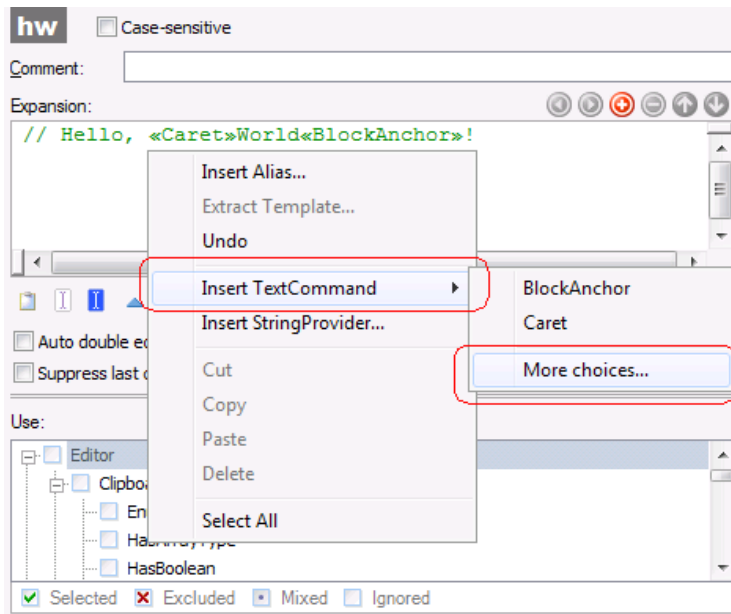 hw
Case-sensitive
Comment:
Expansion:
// Hello, «Caret»World«BlockAnchor»!
Insert Alias...
Extract Template...
Undo
Insert TextCommand
BlockAnchor
Insert StringProvider...
Caret
Auto double
More choices...
Suppress last
Cut
Copy
Paste
Delete
Select All
Use:
Editor
HasBoolean
Selected Excluded Mixed Ignored